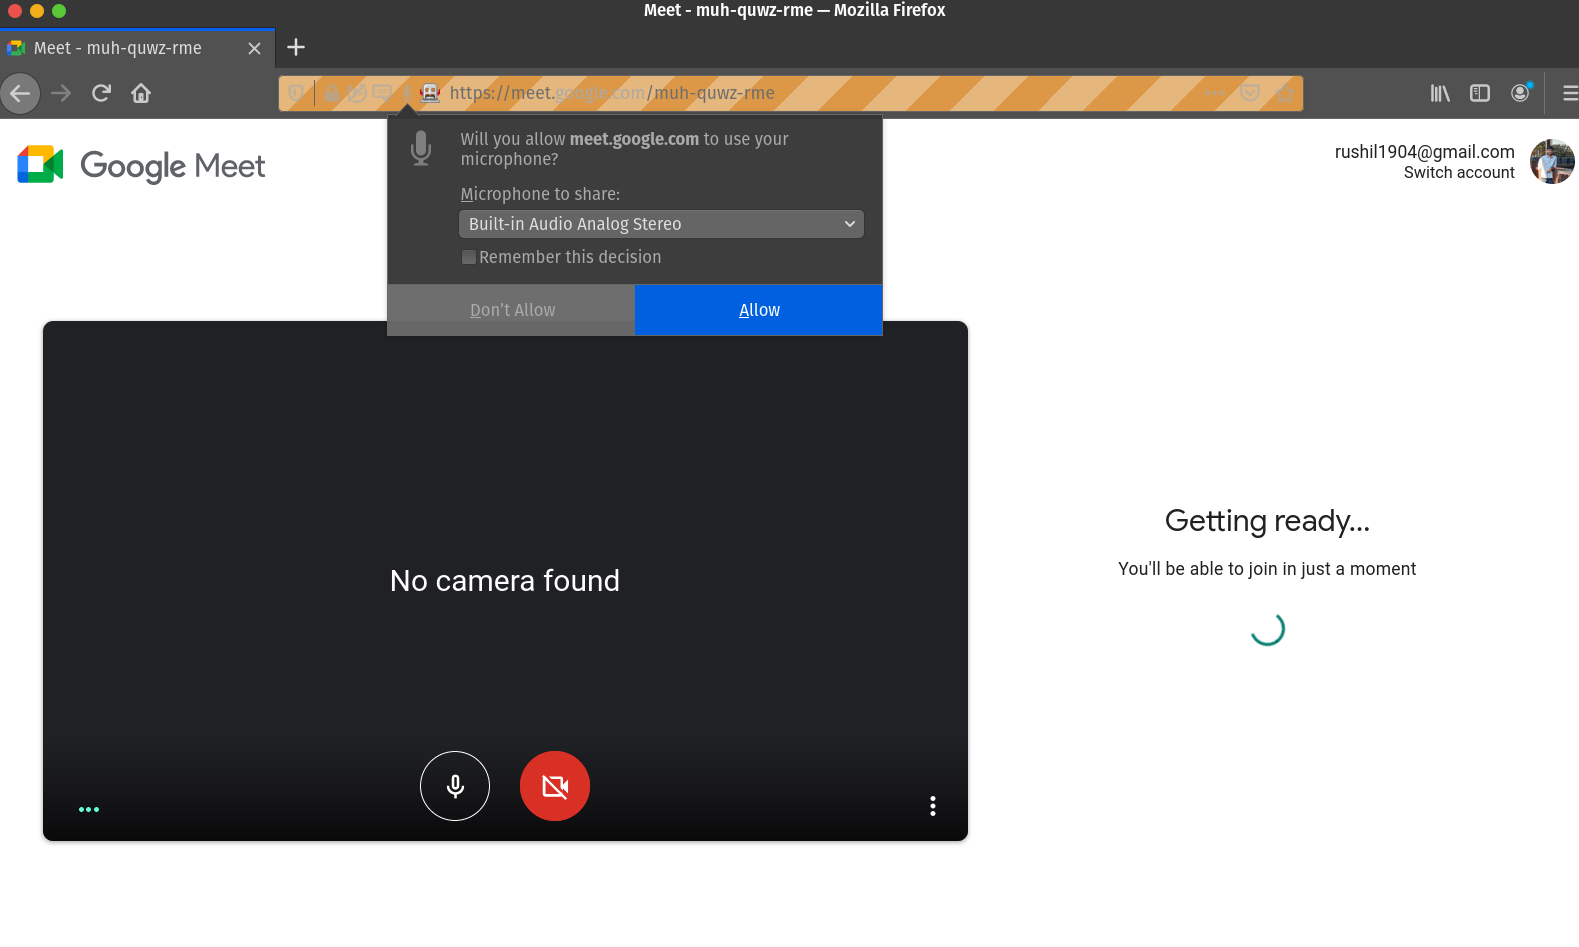 Meet - muh-quwz-rme — Mozilla Firefox
Meet - muh-quwz-rme
https://meet.google.com/muh-quwz-rme
Google Meet
rushil1904@gmail.com
Switch account
Will you allow meet.google.com to use your
microphone?
Microphone to share:
Built-in Audio Analog Stereo
Remember this decision
Don’t Allow
Allow
No camera found
Getting ready...
You'll be able to join in just a moment